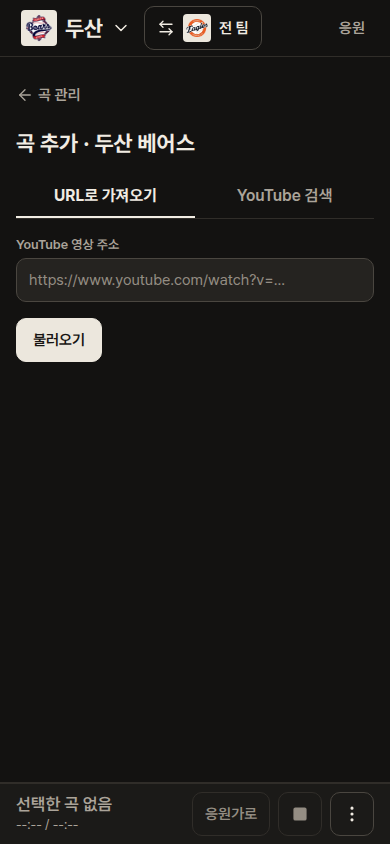 Bears
두산
Eagles
전 팀
응원
곡 관리
곡 추가 · 두산 베어스
URL로 가져오기
YouTube 검색
YouTube 영상 주소
https://www.youtube.com/watch?v=...
불러오기
선택한 곡 없음
--:-- / --:--
응원가로